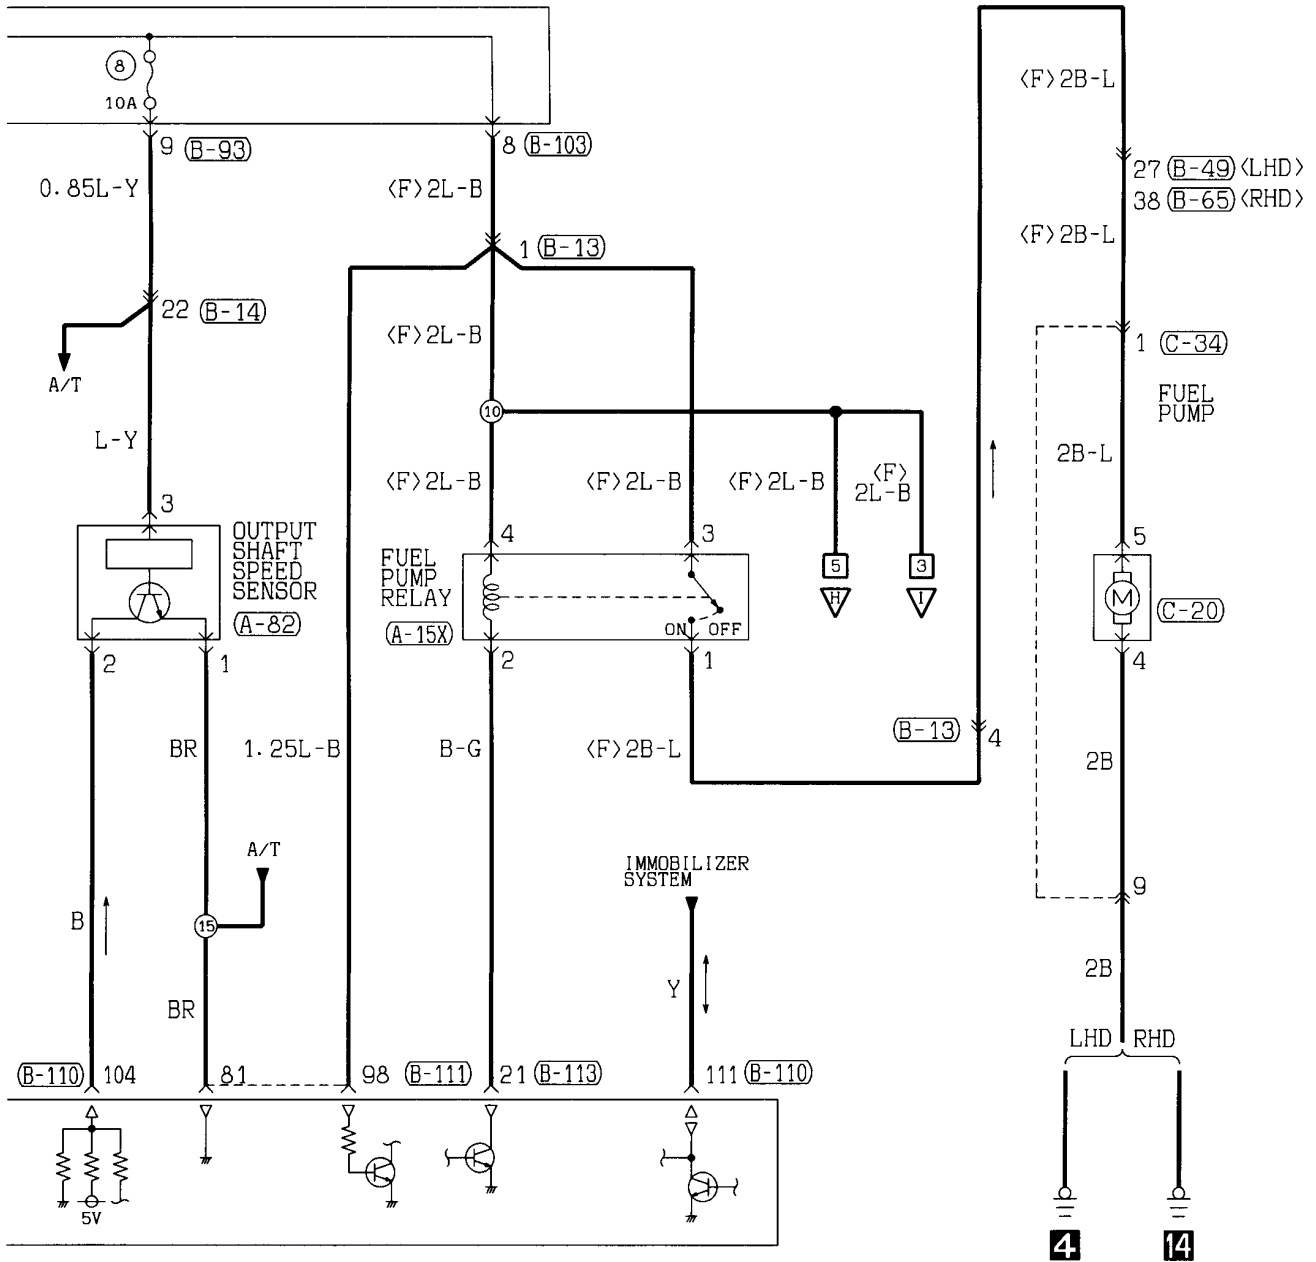 8
10A
9 (B-93)
8 (B-103)
<F>2B-L
0.85L-Y
<F>2L-B
27 (B-49) <LHD>
38 (B-65) <RHD>
<F>2B-L
1 (B-13)
22 (B-14)
A/T
<F>2L-B
1 (C-34)
FUEL
PUMP
10
L-Y
2B-L
<F>2L-B
<F>2L-B
<F>2L-B
<F>
2L-B
3
OUTPUT
SHAFT
SPEED
SENSOR
(A-82)
4
3
5
FUEL
PUMP
RELAY
(A-15X)
5
H
3
I
M
(C-20)
ON
OFF
2
1
2
1
4
(B-13)
4
BR
1.25L-B
B-G
<F>2B-L
2B
A/T
IMMOBILIZER
SYSTEM
9
B
15
Y
2B
BR
LHD
RHD
(B-110) 104
81
98 (B-111)
21 (B-113)
111 (B-110)
5V
4
14